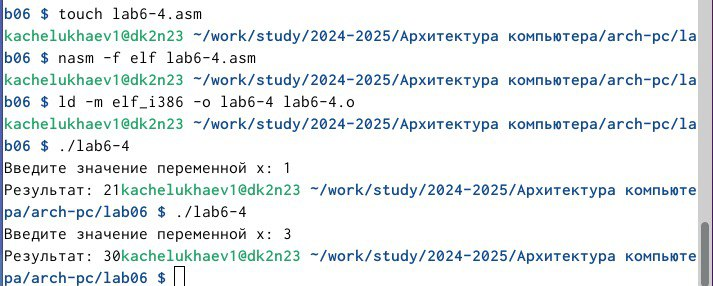 b06 $ touch lab6-4.asm
kachelukhaev1@dk2n23 ~/work/study/2024-2025/Архитектура компьютера/arch-pc/la
b06 $ nasm -f elf lab6-4.asm
kachelukhaev1@dk2n23 ~/work/study/2024-2025/Архитектура компьютера/arch-pc/la
b06 $ ld -m elf_i386 -o lab6-4 lab6-4.o
kachelukhaev1@dk2n23 ~/work/study/2024-2025/Архитектура компьютера/arch-pc/la
b06 $ ./lab6-4
Введите значение переменной x: 1
Результат: 21kachelukhaev1@dk2n23 ~/work/study/2024-2025/Архитектура компьюте
ра/arch-pc/lab06 $ ./lab6-4
Введите значение переменной x: 3
Результат: 30kachelukhaev1@dk2n23 ~/work/study/2024-2025/Архитектура компьюте
ра/arch-pc/lab06 $